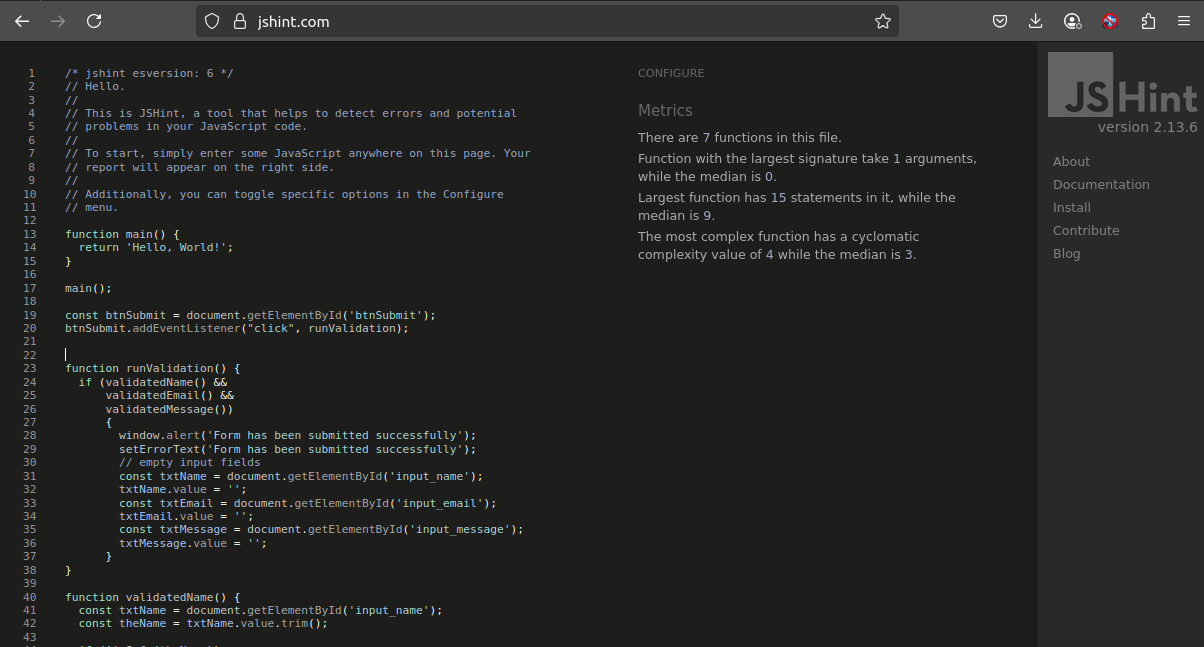 jshint.com
1 /* jshint esversion: 6 */
2 // Hello.
3 //
4 // This is JSHint, a tool that helps to detect errors and potential
5 // problems in your JavaScript code.
6 //
7 // To start, simply enter some JavaScript anywhere on this page. Your
8 // report will appear on the right side.
9 //
10 // Additionally, you can toggle specific options in the Configure
11 // menu.
12
13 function main() {
14   return 'Hello, World!';
15 }
16
17 main();
18
19 const btnSubmit = document.getElementById('btnSubmit');
20 btnSubmit.addEventListener("click", runValidation);
21
22
23 function runValidation() {
24   if (validatedName() &&
25       validatedEmail() &&
26       validatedMessage())
27       {
28         window.alert('Form has been submitted successfully');
29         setErrorText('Form has been submitted successfully');
30         // empty input fields
31         const txtName = document.getElementById('input_name');
32         txtName.value = '';
33         const txtEmail = document.getElementById('input_email');
34         txtEmail.value = '';
35         const txtMessage = document.getElementById('input_message');
36         txtMessage.value = '';
37       }
38 }
39
40 function validatedName() {
41   const txtName = document.getElementById('input_name');
42   const theName = txtName.value.trim();
43
CONFIGURE
Metrics
There are 7 functions in this file.
Function with the largest signature take 1 arguments,
while the median is 0.
Largest function has 15 statements in it, while the
median is 9.
The most complex function has a cyclomatic
complexity value of 4 while the median is 3.
JSHint
version 2.13.6
About
Documentation
Install
Contribute
Blog